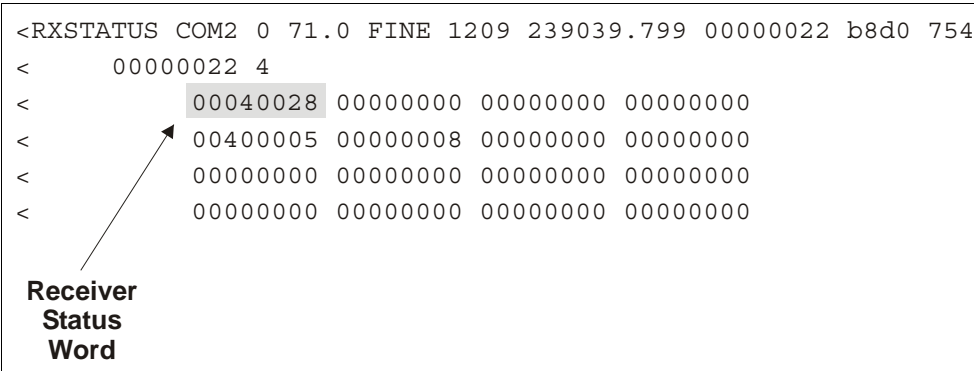 <RXSTATUS COM2 0 71.0 FINE 1209 239039.799 00000022 b8d0 754
< 00000022 4
< 00040028 00000000 00000000 00000000
< 00400005 00000008 00000000 00000000
< 00000000 00000000 00000000 00000000
< 00000000 00000000 00000000 00000000
Receiver
Status
Word